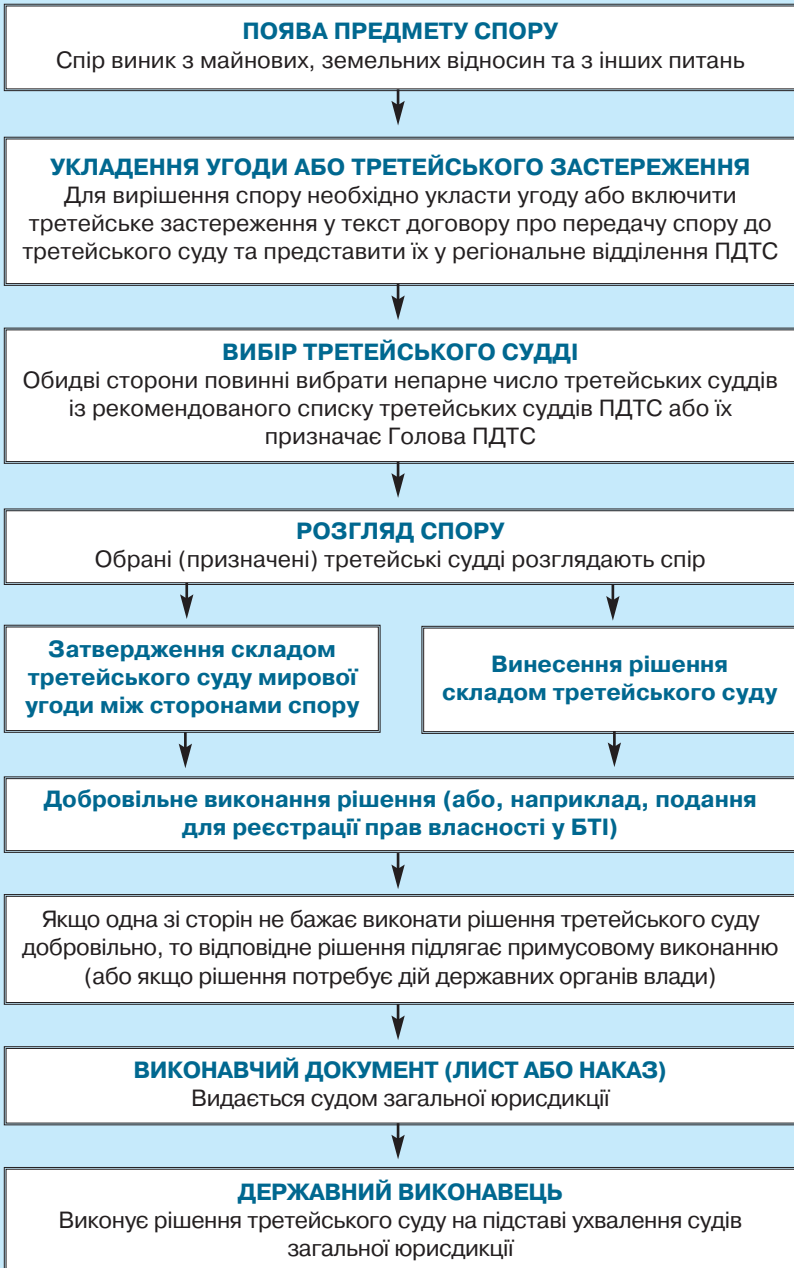 ПОЯВА ПРЕДМЕТУ СПОРУ
Спір виник з майнових, земельних відносин та з інших питань
УКЛАДЕННЯ УГОДИ АБО ТРЕТЕЙСЬКОГО ЗАСТЕРЕЖЕННЯ
Для вирішення спору необхідно укласти угоду або включити
третейське застереження у текст договору про передачу спору до
третейського суду та представити їх у регіональне відділення ПДТС
ВИБІР ТРЕТЕЙСЬКОГО СУДДІ
Обидві сторони повинні вибрати непарне число третейських суддів
із рекомендованого списку третейських суддів ПДТС або їх
призначає Голова ПДТС
РОЗГЛЯД СПОРУ
Обрані (призначені) третейські судді розглядають спір
Затвердження складом
третейського суду мирової
угоди між сторонами спору
Винесення рішення
складом третейського суду
Добровільне виконання рішення (або, наприклад, подання
для реєстрації прав власності у БТІ)
Якщо одна зі сторін не бажає виконати рішення третейського суду
добровільно, то відповідне рішення підлягає примусовому виконанню
(або якщо рішення потребує дій державних органів влади)
ВИКОНАВЧИЙ ДОКУМЕНТ (ЛИСТ АБО НАКАЗ)
Видається судом загальної юрисдикції
ДЕРЖАВНИЙ ВИКОНАВЕЦЬ
Виконує рішення третейського суду на підставі ухвалення судів
загальної юрисдикції